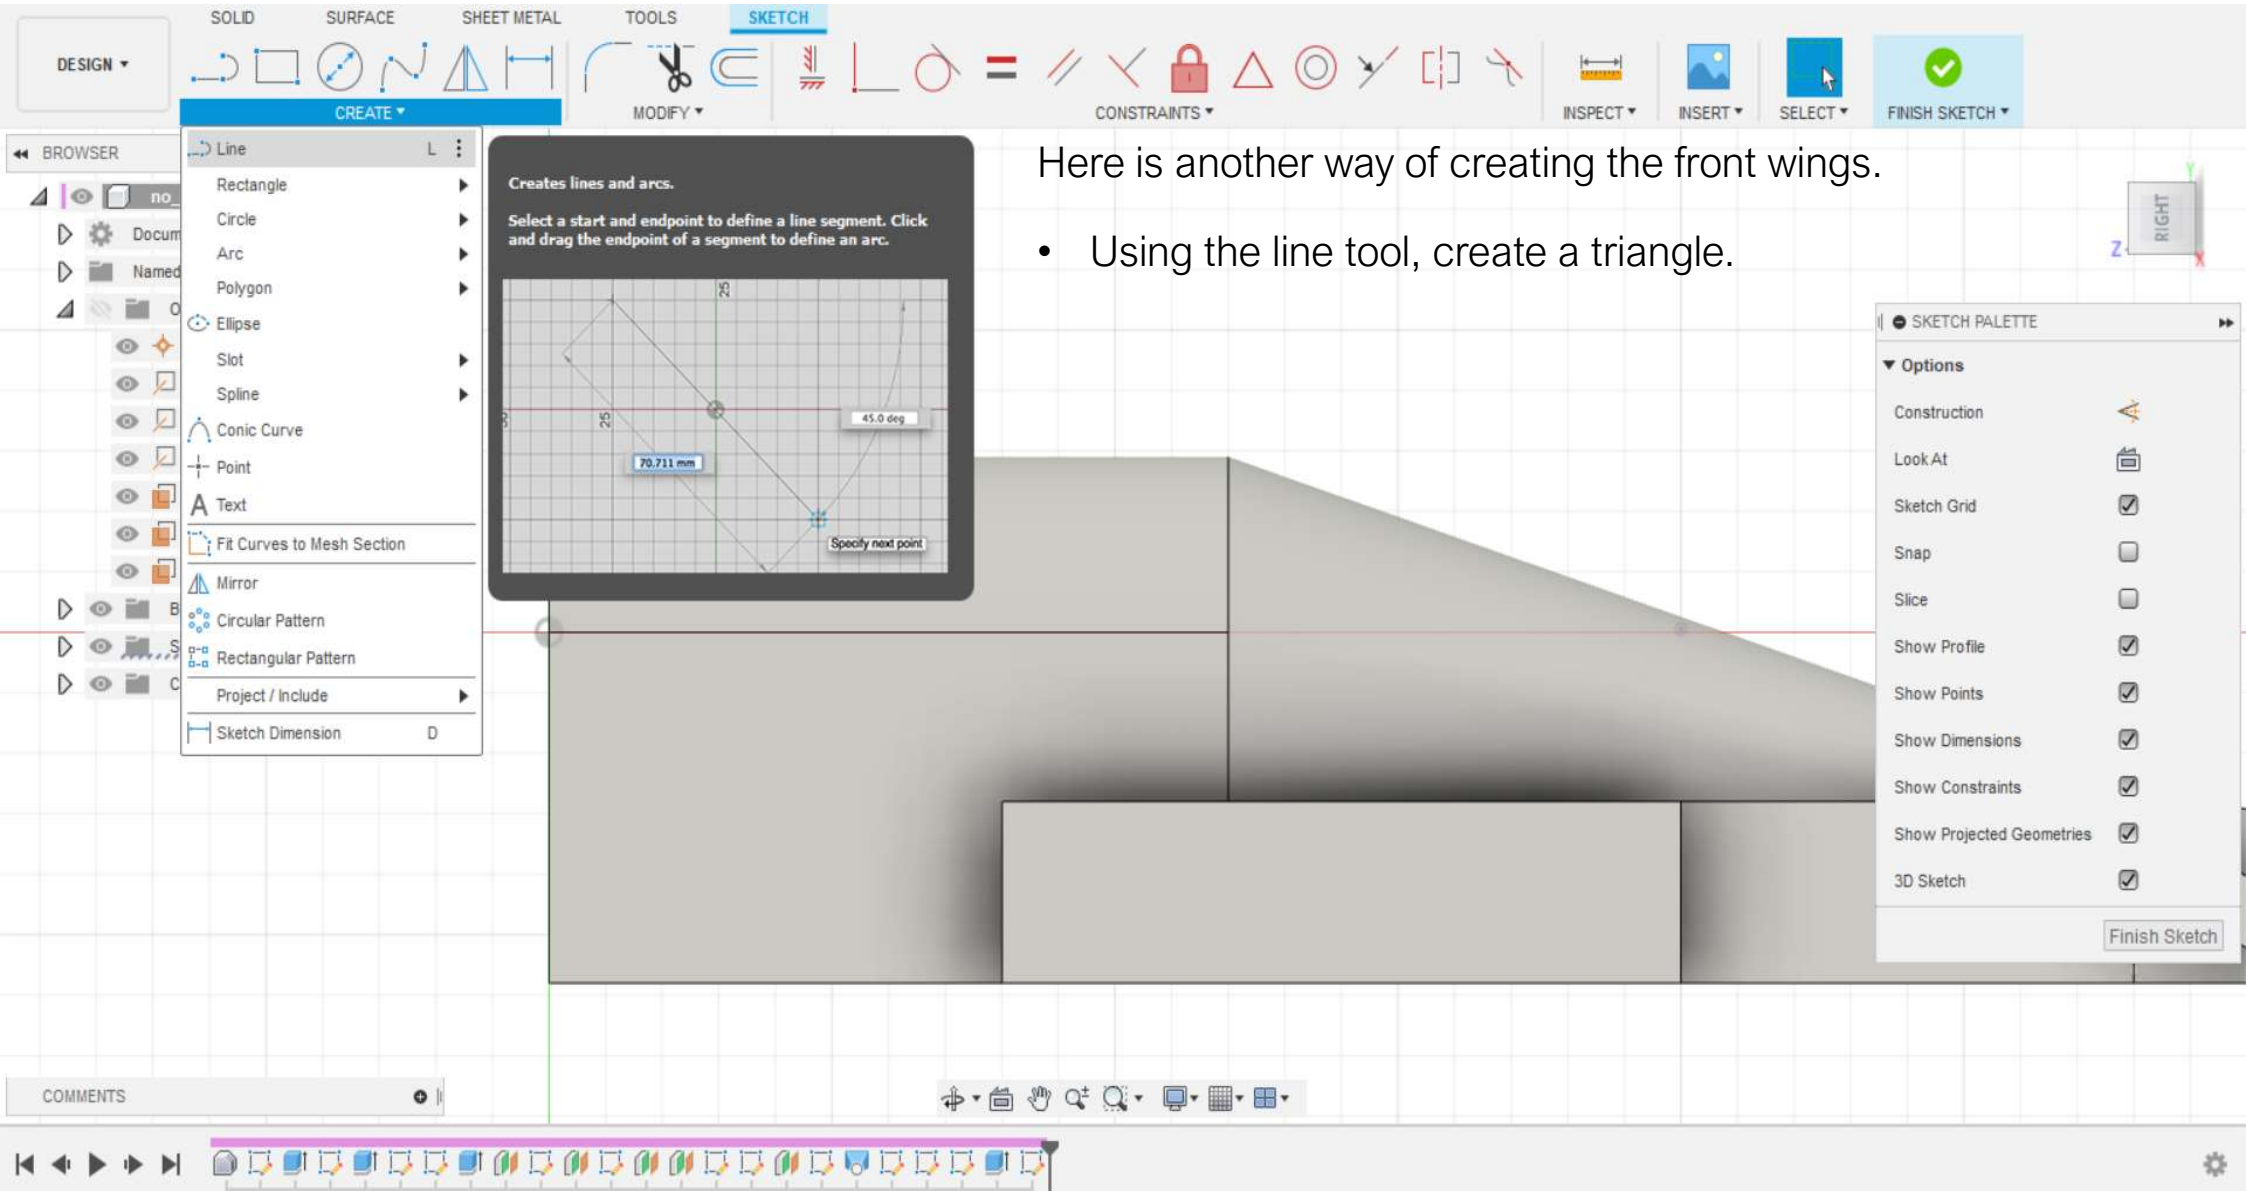 SOLID SURFACE SHEET METAL TOOLS SKETCH
DESIGN
CREATE MODIFY CONSTRAINTS INSPECT INSERT SELECT FINISH SKETCH
BROWSER
no_
Docum
Named
O
B
S
C
Line L
Rectangle
Circle
Arc
Polygon
Ellipse
Slot
Spline
Conic Curve
Point
A Text
Fit Curves to Mesh Section
Mirror
Circular Pattern
Rectangular Pattern
Project / Include
Sketch Dimension D
Creates lines and arcs.
Select a start and endpoint to define a line segment. Click
and drag the endpoint of a segment to define an arc.
25
25
45.0 deg
70.711 mm
Specify next point
Here is another way of creating the front wings.
• Using the line tool, create a triangle.
Y
RIGHT
Z
X
SKETCH PALETTE
Options
Construction
Look At
Sketch Grid
Snap
Slice
Show Profile
Show Points
Show Dimensions
Show Constraints
Show Projected Geometries
3D Sketch
Finish Sketch
COMMENTS